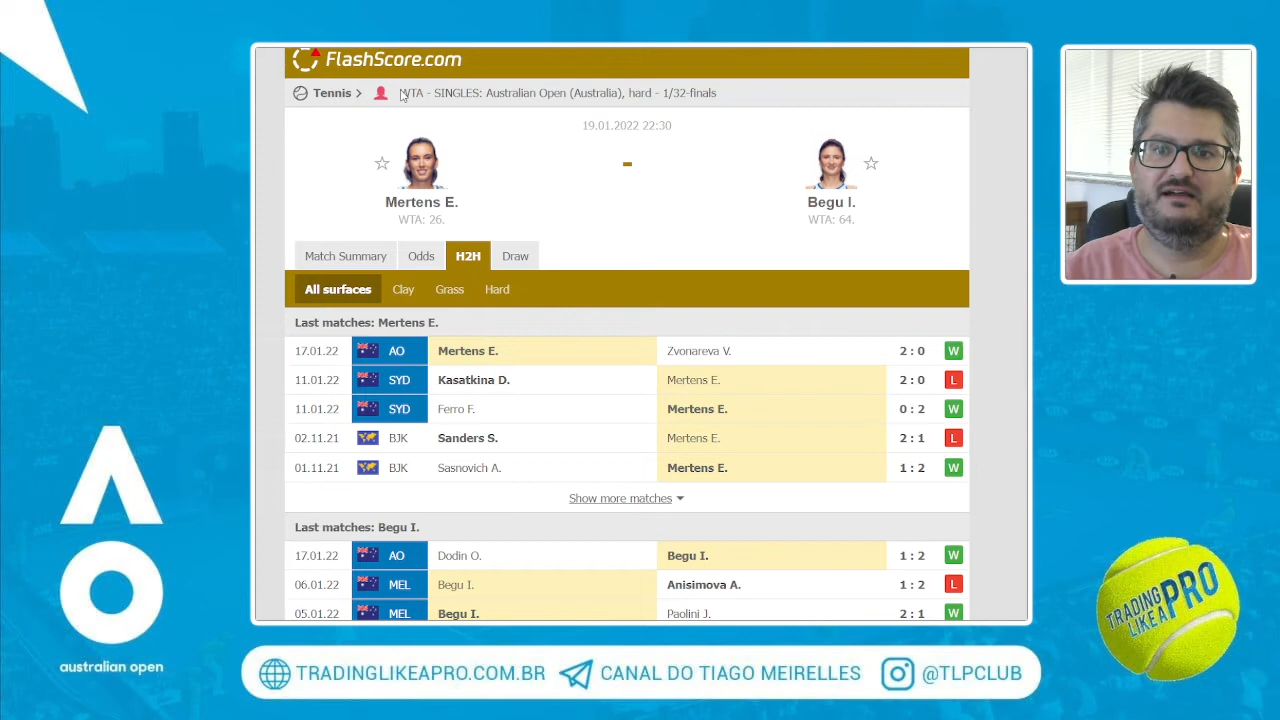 FlashScore.com
Tennis > WTA - SINGLES: Australian Open (Australia), hard - 1/32-finals
19.01.2022 22:30
-
Mertens E. Begu I.
WTA: 26. WTA: 64.
Match Summary Odds H2H Draw
All surfaces Clay Grass Hard
Last matches: Mertens E.
17.01.22 AO Mertens E. Zvonareva V. 2 : 0 W
11.01.22 SYD Kasatkina D. Mertens E. 2 : 0 L
11.01.22 SYD Ferro F. Mertens E. 0 : 2 W
02.11.21 BJK Sanders S. Mertens E. 2 : 1 L
01.11.21 BJK Sasnovich A. Mertens E. 1 : 2 W
Show more matches
Last matches: Begu I.
17.01.22 AO Dodin O. Begu I. 1 : 2 W
06.01.22 MEL Begu I. Anisimova A. 1 : 2 L
05.01.22 MEL Begu I. Paolini J. 2 : 1 W
australian open
TRADING
LIKE A
PRO
TRADINGLIKEAPRO.COM.BR CANAL DO TIAGO MEIRELLES @TLPCLUB